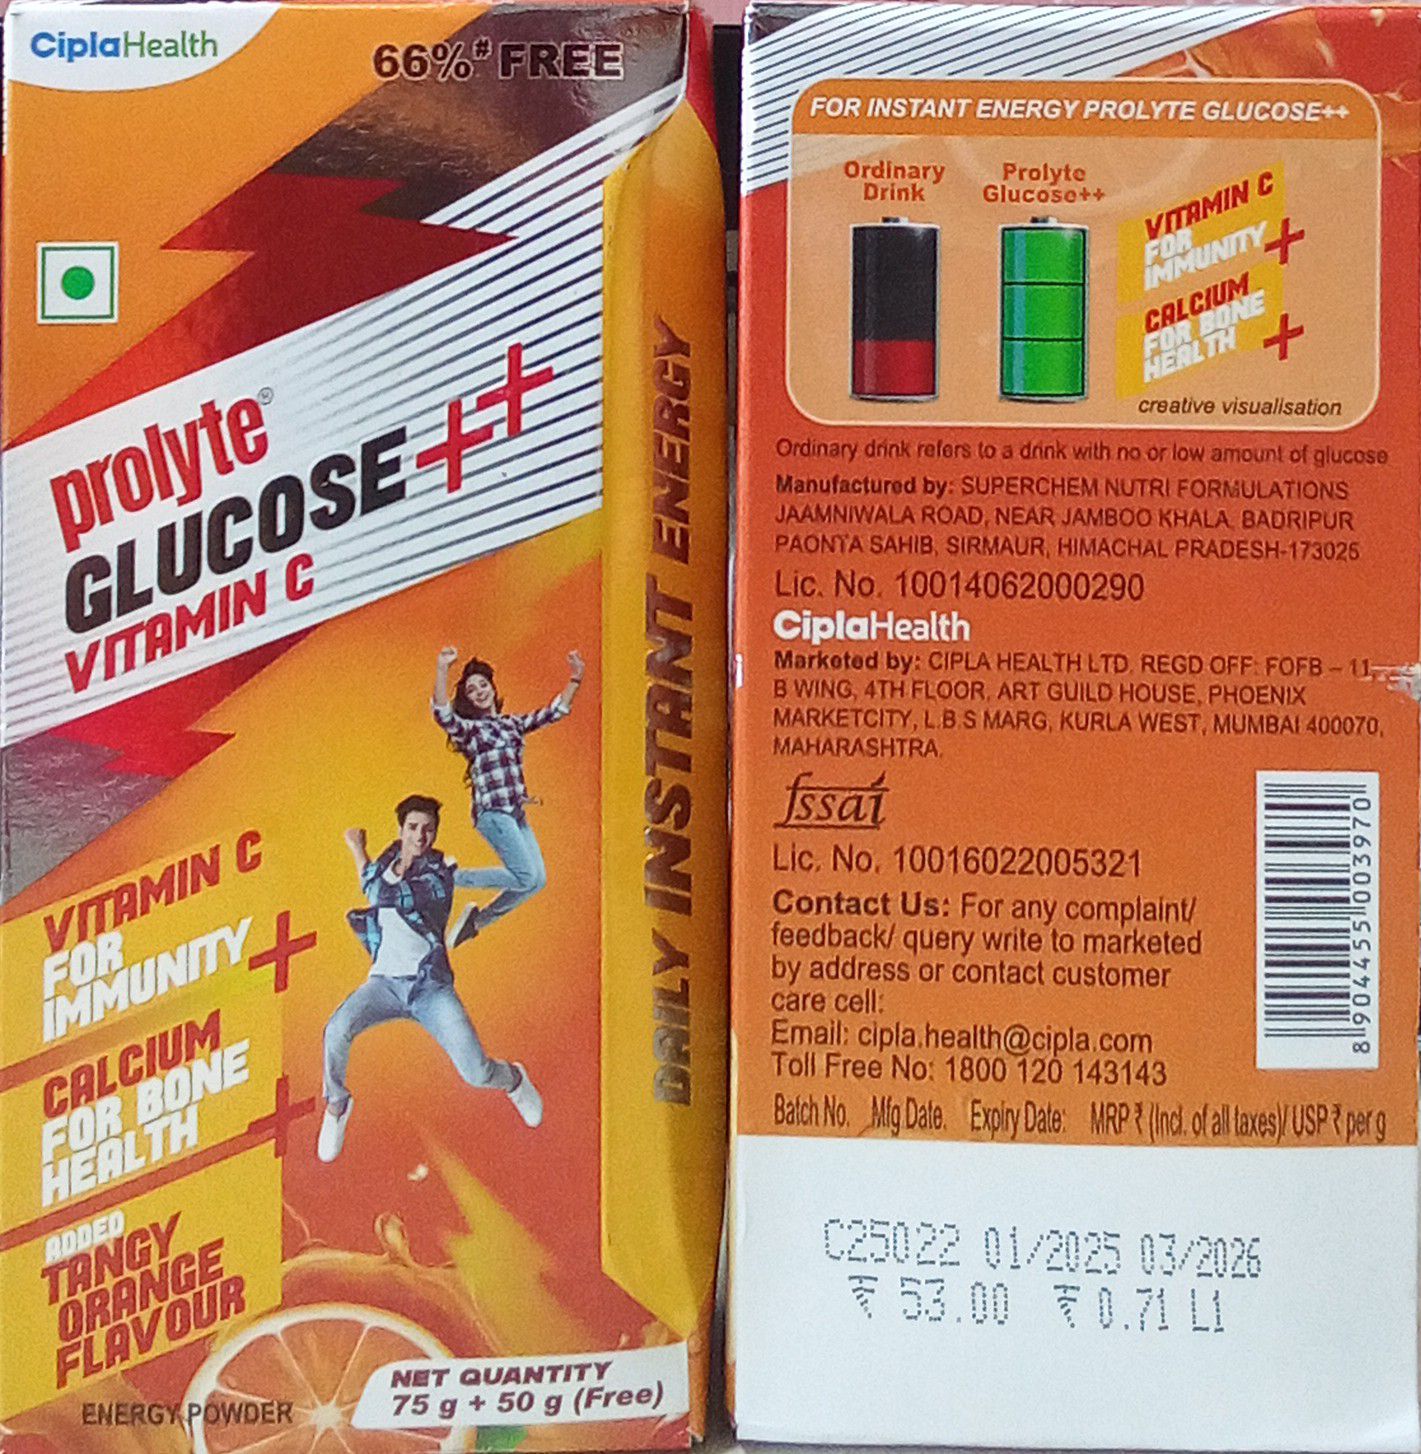 CiplaHealth
66%# FREE
prolyte®
GLUCOSE++
VITAMIN C
VITAMIN C
FOR
IMMUNITY +
CALCIUM
FOR BONE
HEALTH +
ADDED
TANGY
ORANGE
FLAVOUR
ENERGY POWDER
NET QUANTITY
75 g + 50 g (Free)
DAILY INSTANT ENERGY
FOR INSTANT ENERGY PROLYTE GLUCOSE++
Ordinary
Drink
Prolyte
Glucose++
VITAMIN C
FOR
IMMUNITY +
CALCIUM
FOR BONE
HEALTH +
creative visualisation
Ordinary drink refers to a drink with no or low amount of glucose
Manufactured by: SUPERCHEM NUTRI FORMULATIONS
JAAMNIWALA ROAD, NEAR JAMBOO KHALA, BADRIPUR
PAONTA SAHIB, SIRMAUR, HIMACHAL PRADESH-173025
Lic. No. 10014062000290
CiplaHealth
Marketed by: CIPLA HEALTH LTD. REGD OFF: FOFB – 11
B WING, 4TH FLOOR, ART GUILD HOUSE, PHOENIX
MARKETCITY, L.B.S MARG, KURLA WEST, MUMBAI 400070,
MAHARASHTRA.
fssai
Lic. No. 10016022005321
Contact Us: For any complaint/
feedback/ query write to marketed
by address or contact customer
care cell:
Email: cipla.health@cipla.com
Toll Free No: 1800 120 143143
8 904455 003970
Batch No. Mfg Date. Expiry Date: MRP ₹ (Incl. of all taxes)/ USP ₹ per g
C25022 01/2025 03/2026
₹ 53.00 ₹ 0.71 L1